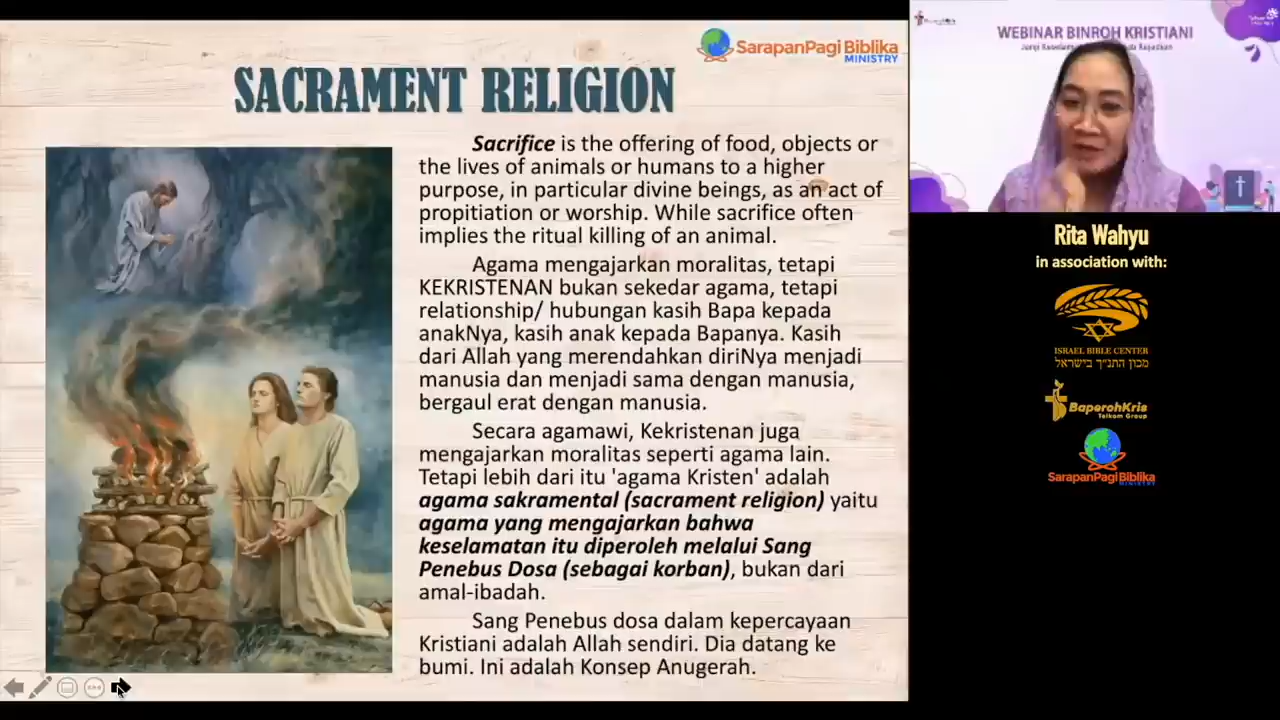 SarapanPagi Biblika
MINISTRY
SACRAMENT RELIGION
Sacrifice is the offering of food, objects or
the lives of animals or humans to a higher
purpose, in particular divine beings, as an act of
propitiation or worship. While sacrifice often
implies the ritual killing of an animal.
Agama mengajarkan moralitas, tetapi
KEKRISTENAN bukan sekedar agama, tetapi
relationship/ hubungan kasih Bapa kepada
anakNya, kasih anak kepada Bapanya. Kasih
dari Allah yang merendahkan diriNya menjadi
manusia dan menjadi sama dengan manusia,
bergaul erat dengan manusia.
Secara agamawi, Kekristenan juga
mengajarkan moralitas seperti agama lain.
Tetapi lebih dari itu 'agama Kristen' adalah
agama sakramental (sacrament religion) yaitu
agama yang mengajarkan bahwa
keselamatan itu diperoleh melalui Sang
Penebus Dosa (sebagai korban), bukan dari
amal-ibadah.
Sang Penebus dosa dalam kepercayaan
Kristiani adalah Allah sendiri. Dia datang ke
bumi. Ini adalah Konsep Anugerah.
BaperohKris
WEBINAR BINROH KRISTIANI
Rita Wahyu
in association with:
ISRAEL BIBLE CENTER
מכון התנ״ך בישראל
BaperohKris
Telkom Group
SarapanPagi Biblika
MINISTRY